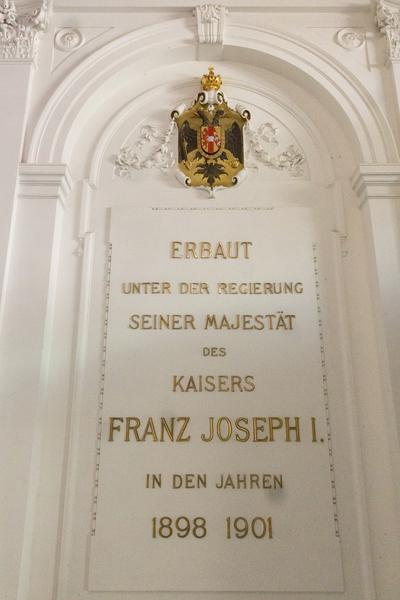 ERBAUT
UNTER DER REGIERUNG
SEINER MAJESTÄT
DES
KAISERS
FRANZ JOSEPH I.
IN DEN JAHREN
1898 1901